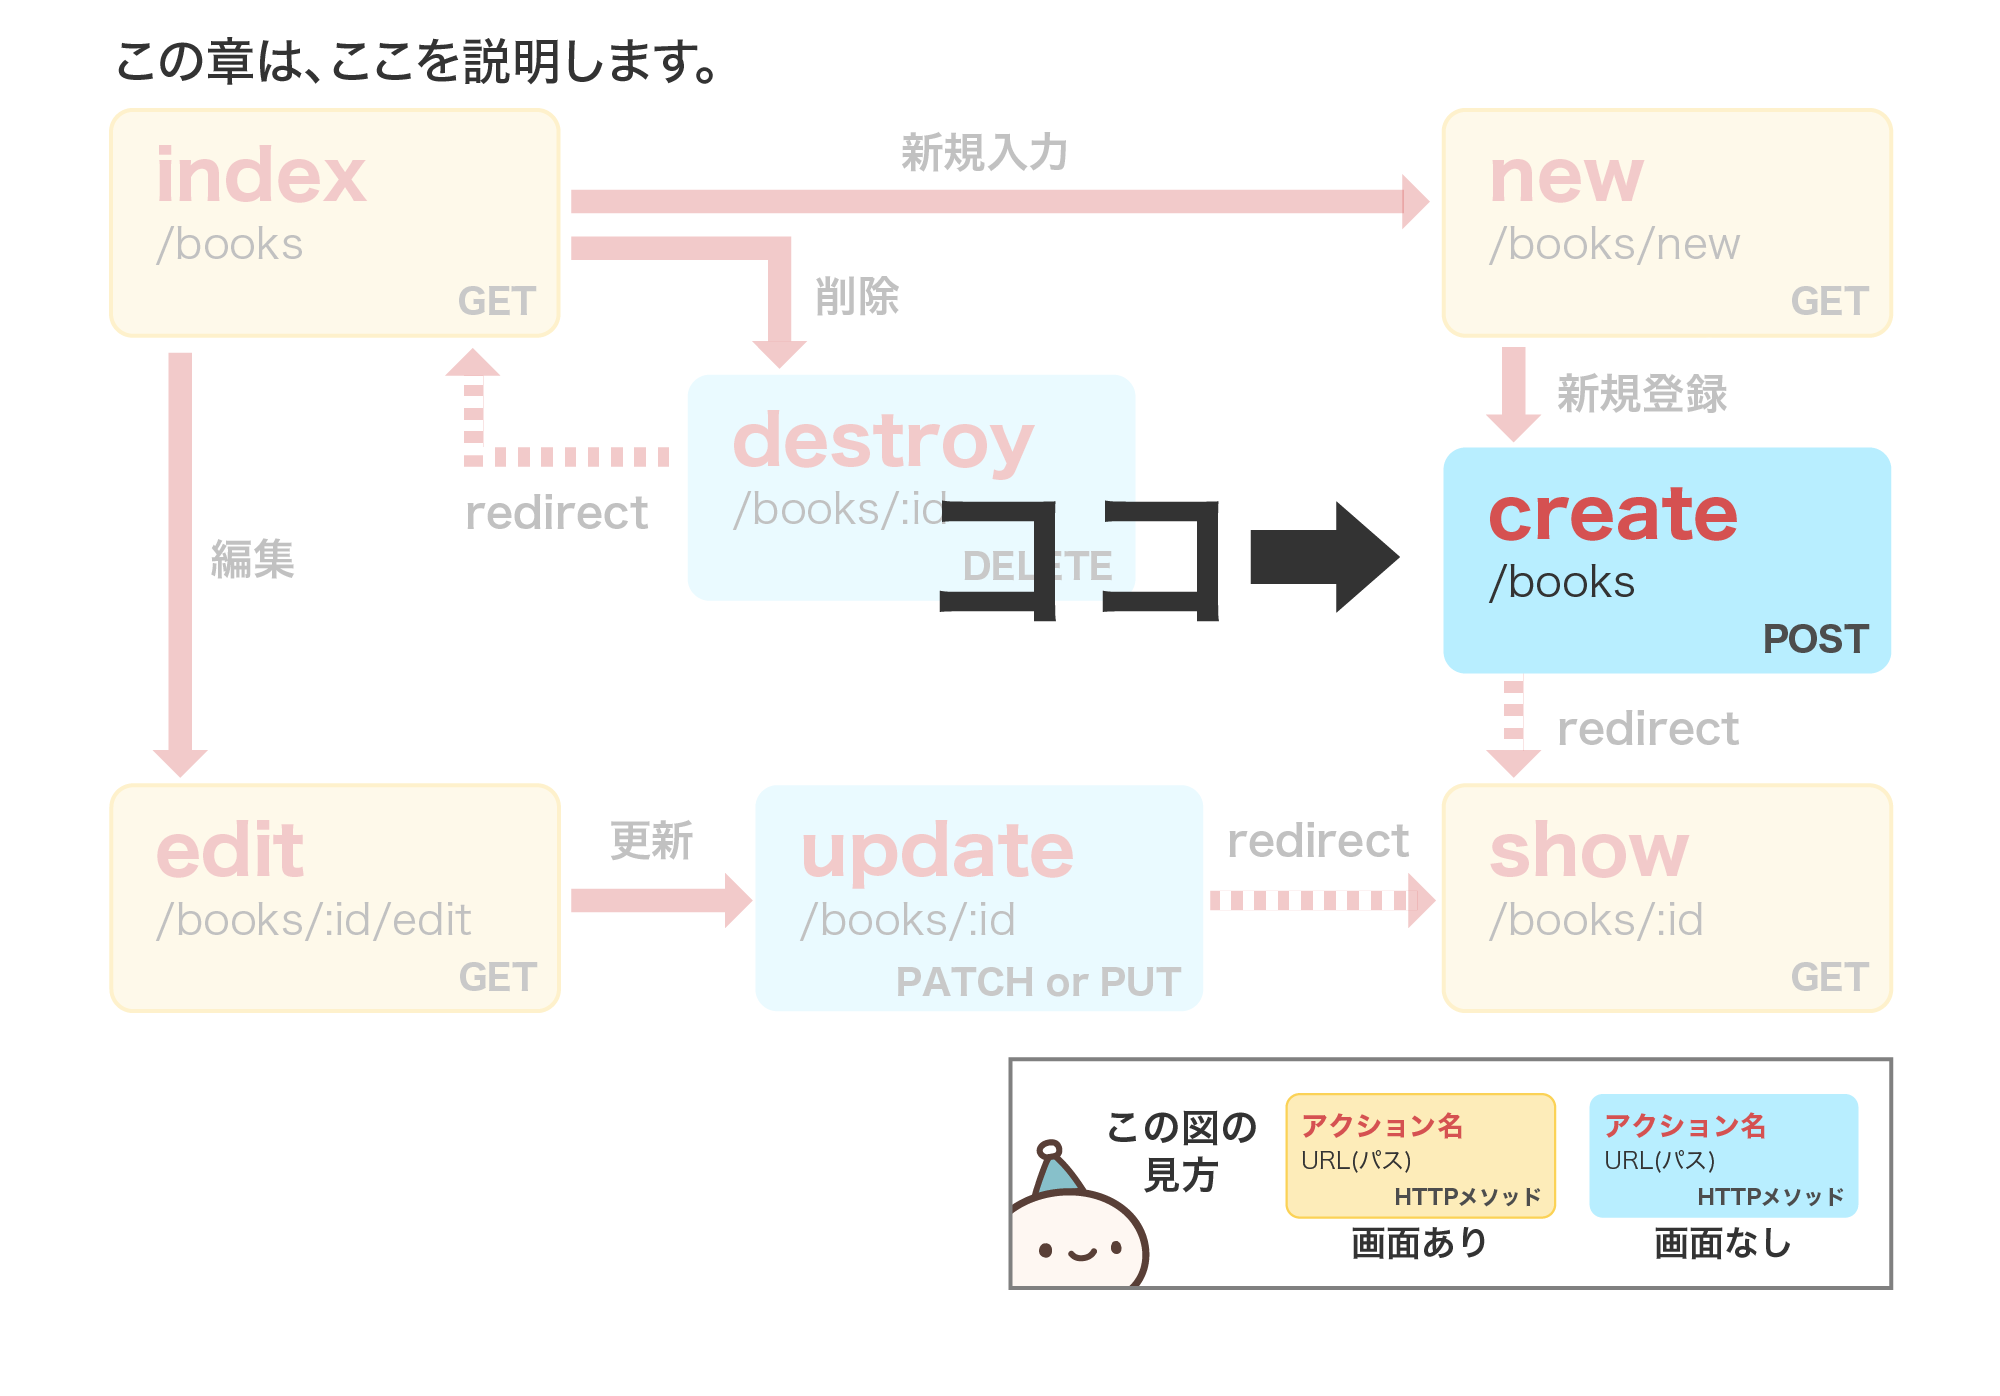 この章は、ここを説明します。
index
/books
GET
新規入力
new
/books/new
GET
削除
新規登録
destroy
/books/:id
DELETE
redirect
編集
ココ
create
/books
POST
redirect
edit
/books/:id/edit
GET
更新
update
/books/:id
PATCH or PUT
redirect
show
/books/:id
GET
この図の
見方
アクション名
URL(パス)
HTTPメソッド
画面あり
アクション名
URL(パス)
HTTPメソッド
画面なし